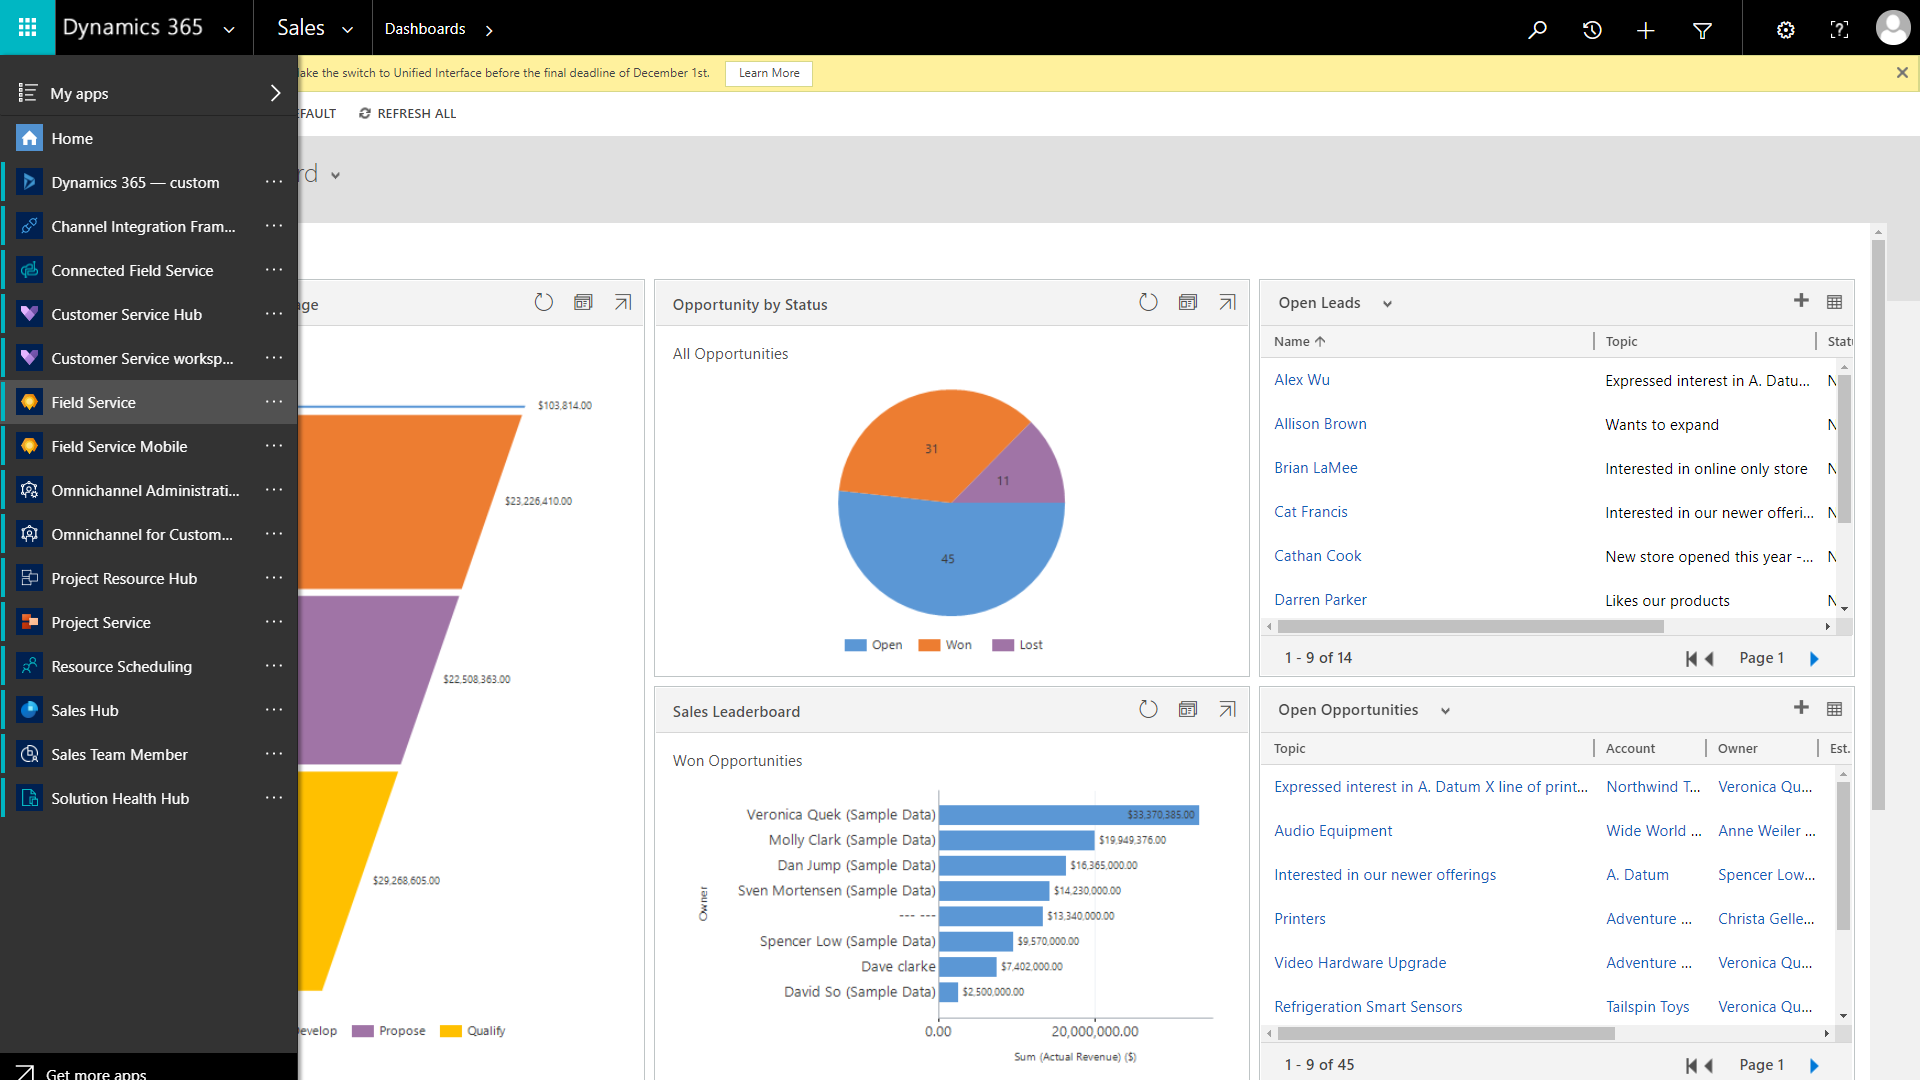 Dynamics 365
Sales
Dashboards
ake the switch to Unified Interface before the final deadline of December 1st.
Learn More
My apps
EFAULT
REFRESH ALL
Home
Dynamics 365 — custom
rd
Channel Integration Fram...
Connected Field Service
Customer Service Hub
Customer Service worksp...
Field Service
Field Service Mobile
Omnichannel Administrati...
Omnichannel for Custom...
Project Resource Hub
Project Service
Resource Scheduling
Sales Hub
Sales Team Member
Solution Health Hub
Get more apps
age
$103,814.00
$23,226,410.00
$22,508,363.00
$29,268,605.00
evelop
Propose
Qualify
Opportunity by Status
All Opportunities
31
11
45
Open
Won
Lost
Sales Leaderboard
Won Opportunities
Owner
Veronica Quek (Sample Data)
$33,370,385.00
Molly Clark (Sample Data)
$19,949,376.00
Dan Jump (Sample Data)
$16,365,000.00
Sven Mortensen (Sample Data)
$14,230,000.00
--- ---
$13,340,000.00
Spencer Low (Sample Data)
$9,570,000.00
Dave clarke
$7,402,000.00
David So (Sample Data)
$2,500,000.00
0.00
20,000,000.00
Sum (Actual Revenue) ($)
Open Leads
Name
Topic
Statu
Alex Wu
Expressed interest in A. Datu...
N
Allison Brown
Wants to expand
N
Brian LaMee
Interested in online only store
N
Cat Francis
Interested in our newer offeri...
N
Cathan Cook
New store opened this year -...
N
Darren Parker
Likes our products
N
1 - 9 of 14
Page 1
Open Opportunities
Topic
Account
Owner
Est.
Expressed interest in A. Datum X line of print...
Northwind T...
Veronica Qu...
Audio Equipment
Wide World ...
Anne Weiler ...
Interested in our newer offerings
A. Datum
Spencer Low...
Printers
Adventure ...
Christa Gelle...
Video Hardware Upgrade
Adventure ...
Veronica Qu...
Refrigeration Smart Sensors
Tailspin Toys
Veronica Qu...
1 - 9 of 45
Page 1